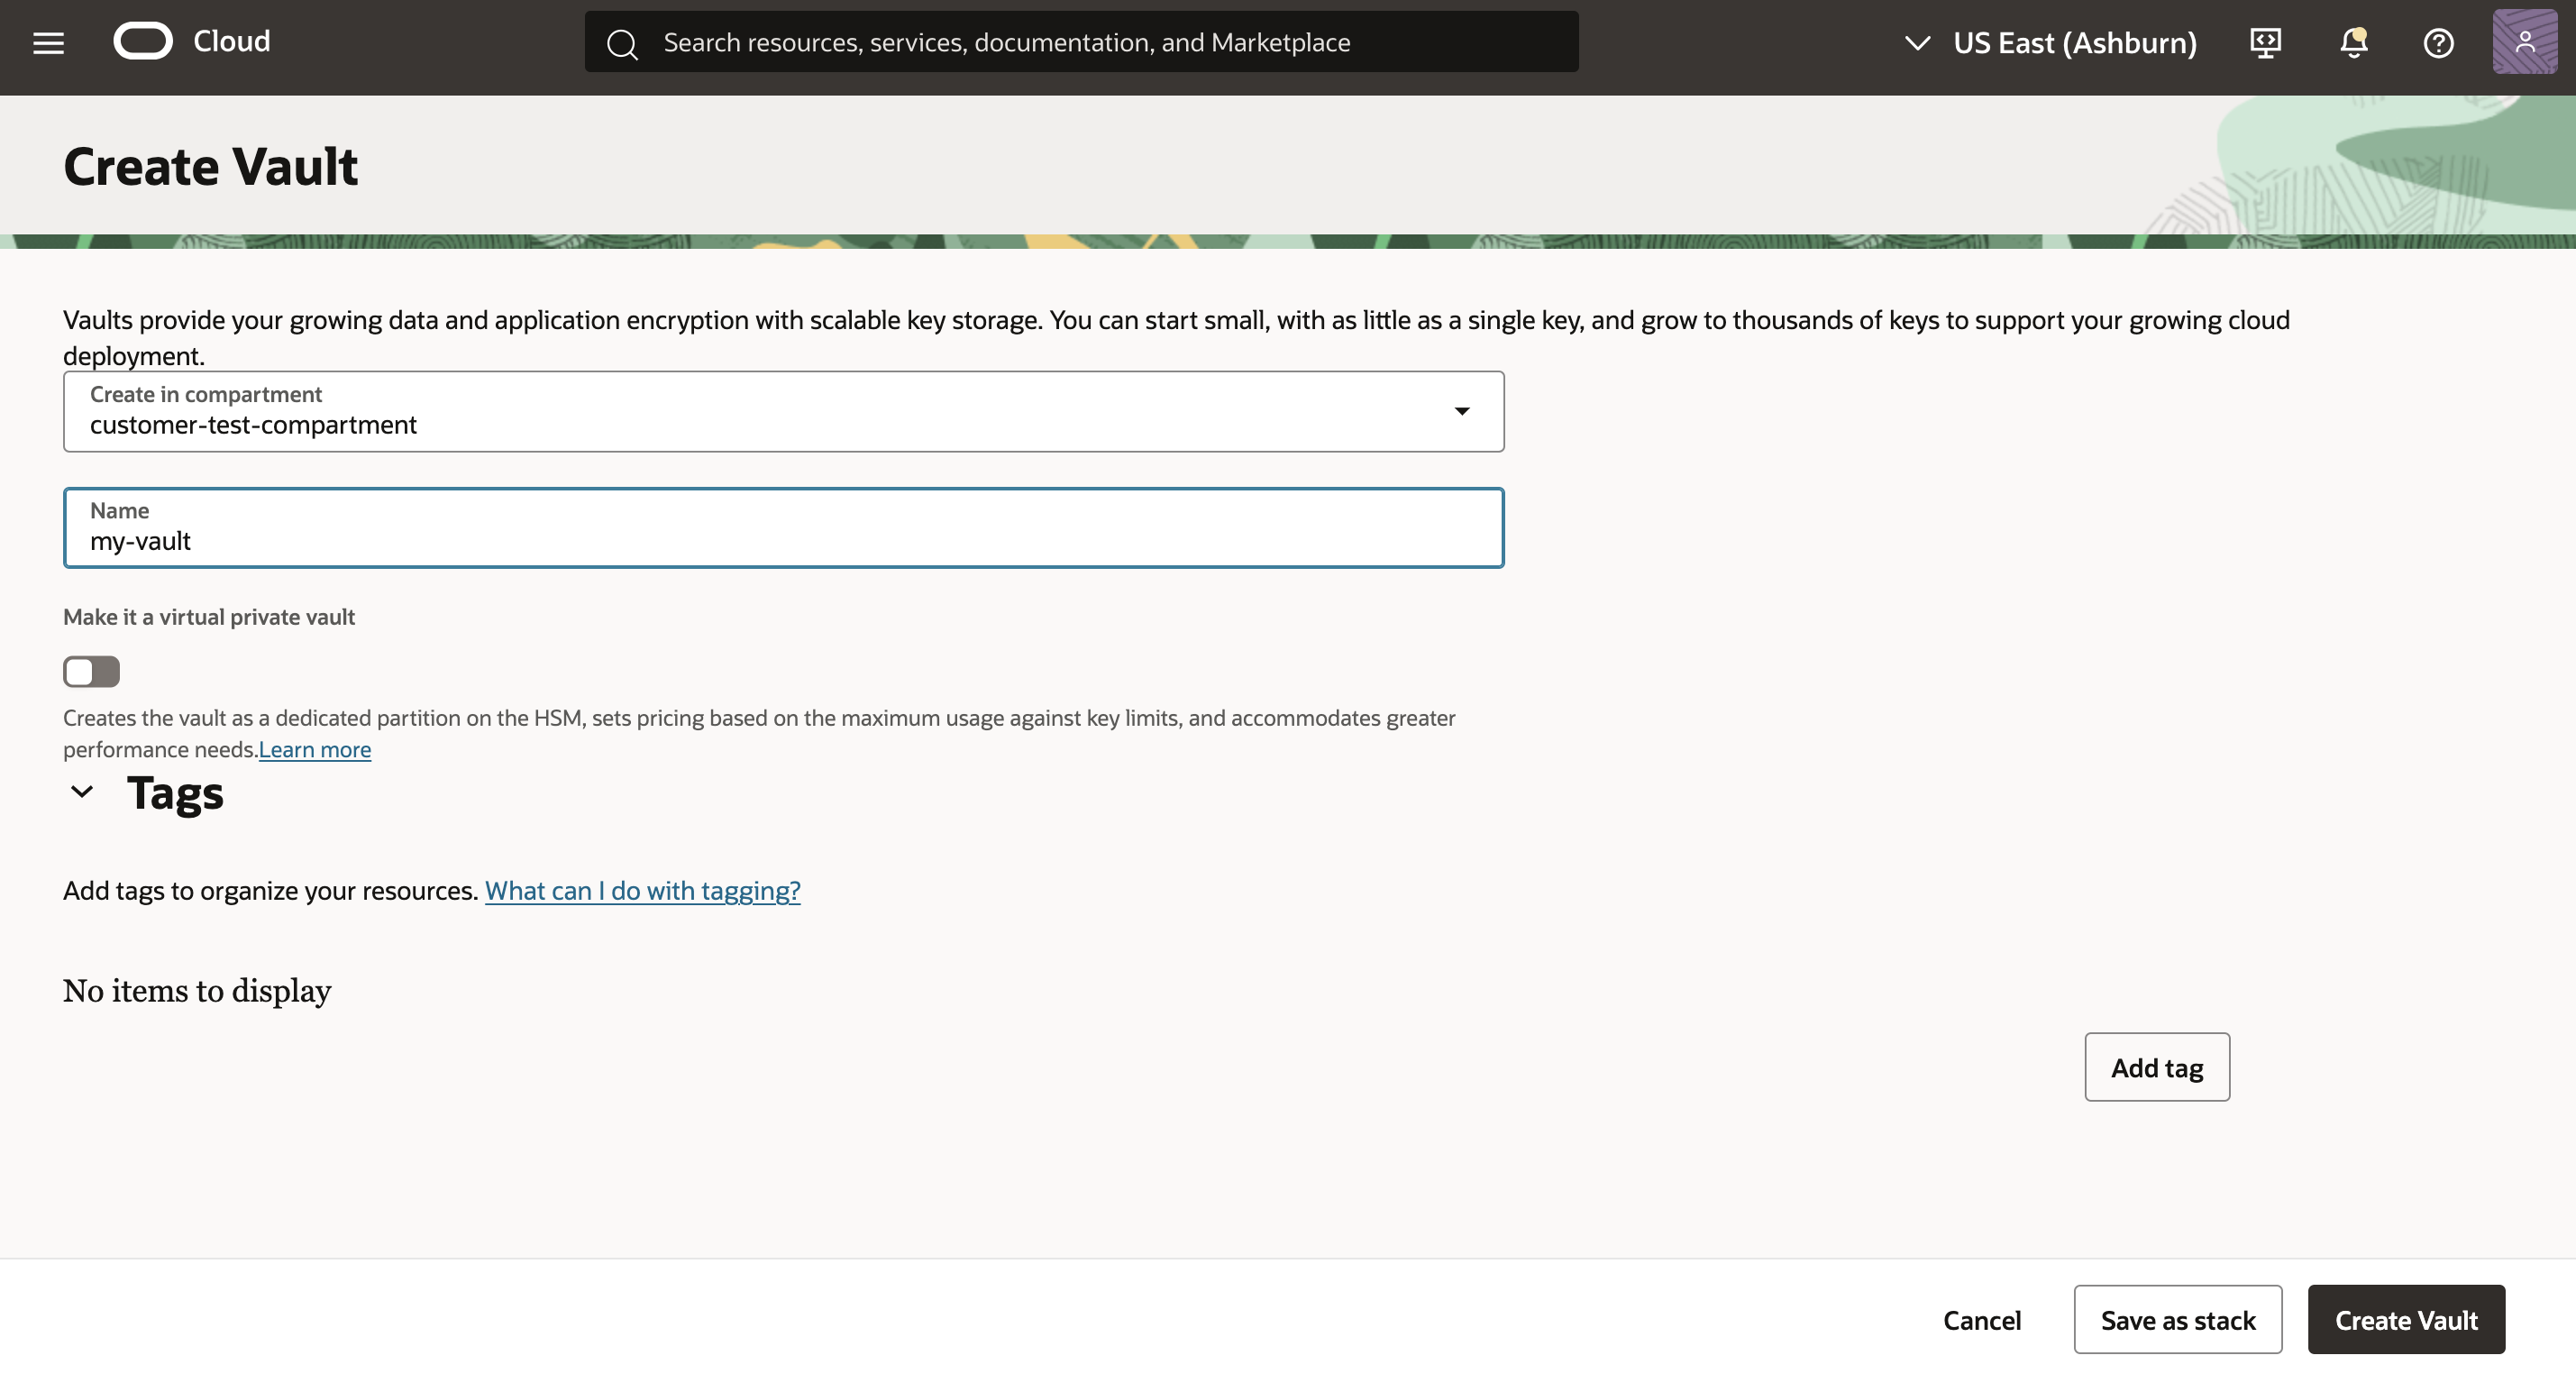 Cloud
Search resources, services, documentation, and Marketplace
US East (Ashburn)
Create Vault
Vaults provide your growing data and application encryption with scalable key storage. You can start small, with as little as a single key, and grow to thousands of keys to support your growing cloud
deployment.
Create in compartment
customer-test-compartment
Name
my-vault
Make it a virtual private vault
Creates the vault as a dedicated partition on the HSM, sets pricing based on the maximum usage against key limits, and accommodates greater
performance needs.Learn more
Tags
Add tags to organize your resources. What can I do with tagging?
No items to display
Add tag
Cancel
Save as stack
Create Vault